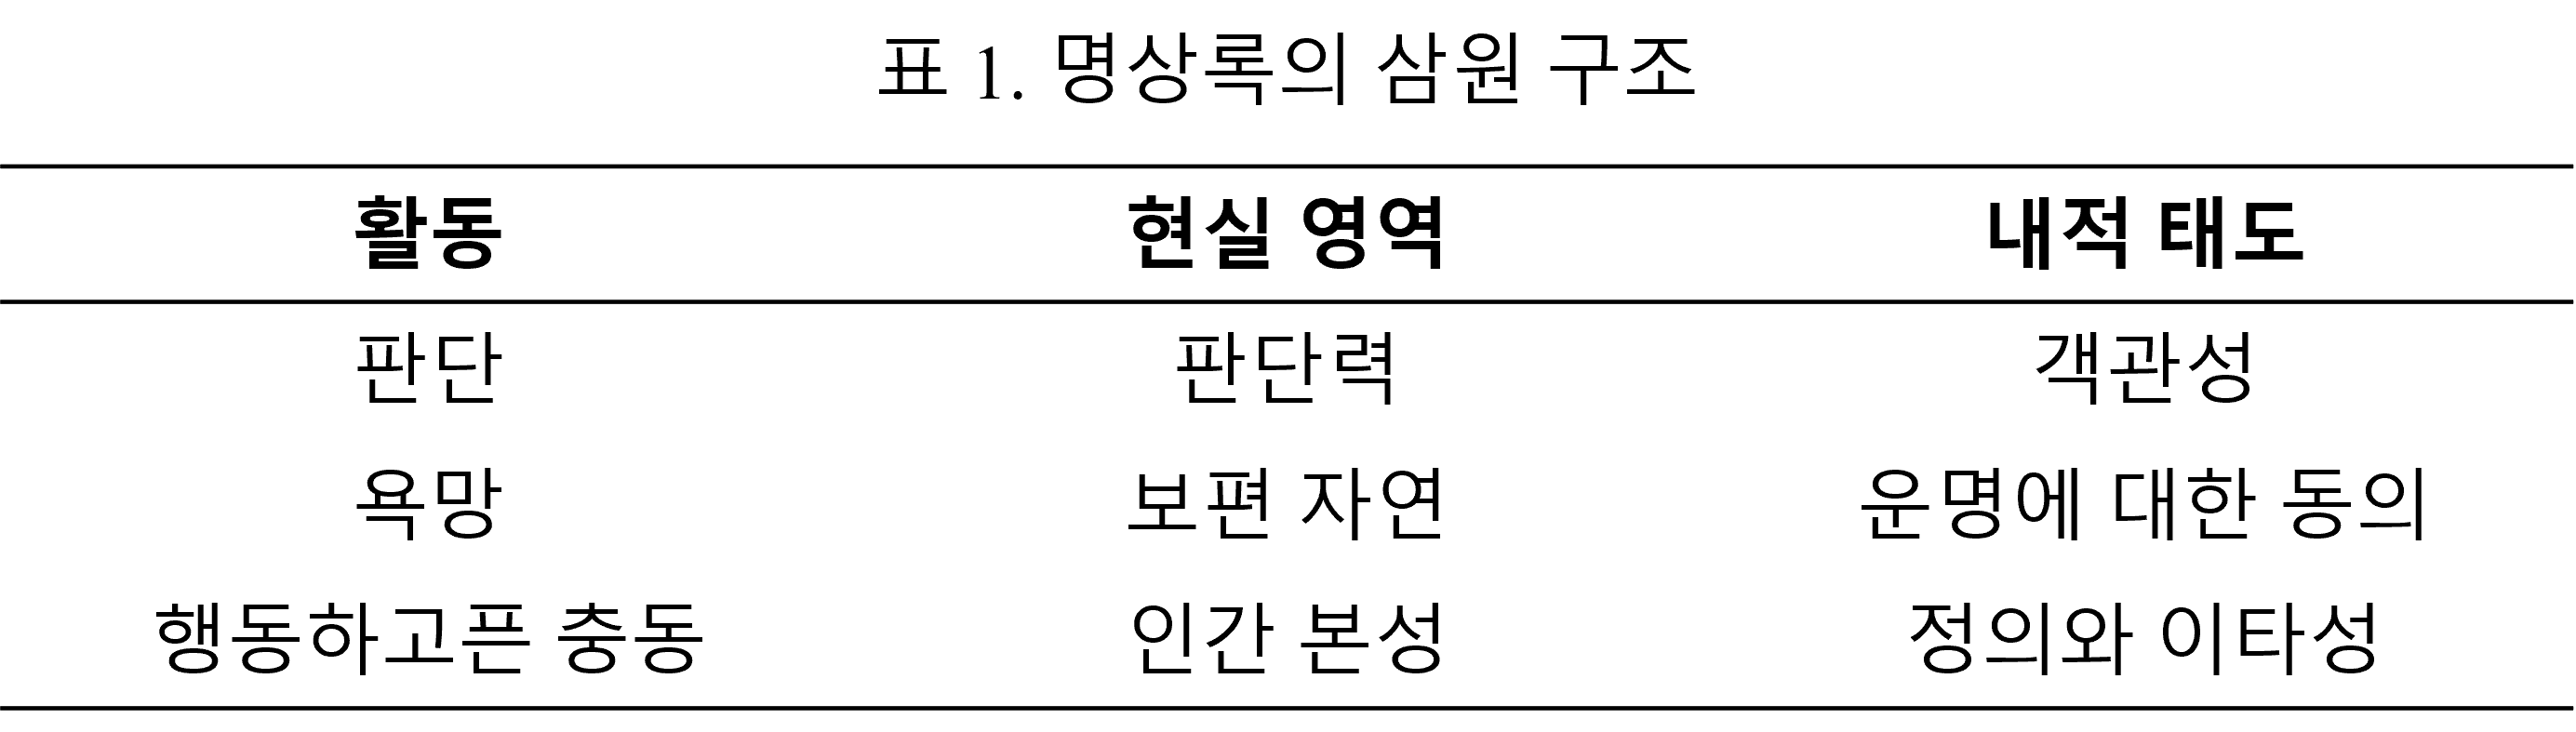 표 1. 명상록의 삼원 구조
활동 현실 영역 내적 태도
판단 판단력 객관성
욕망 보편 자연 운명에 대한 동의
행동하고픈 충동 인간 본성 정의와 이타성